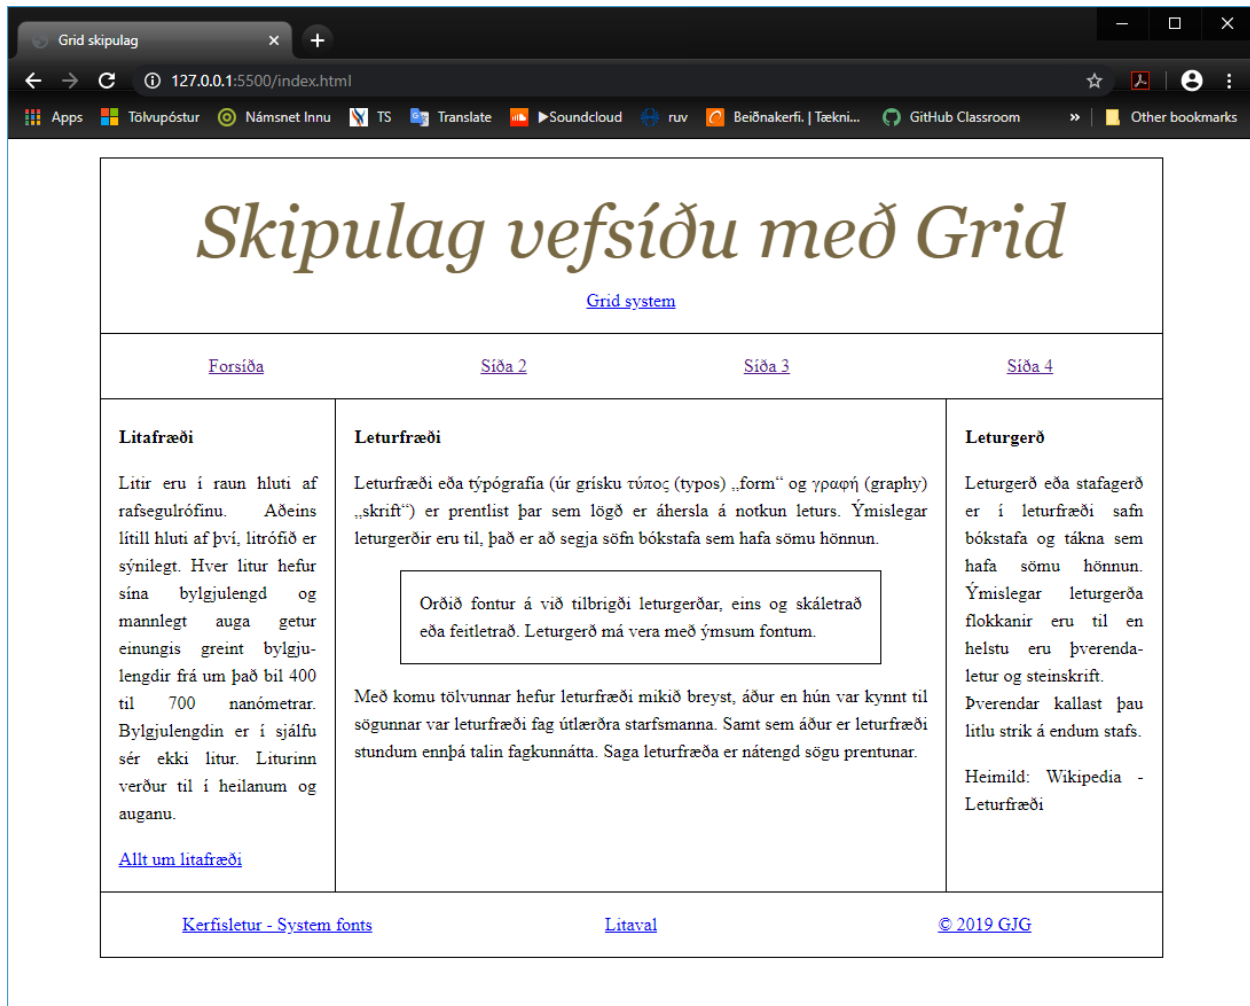 Grid skipulag
127.0.0.1:5500/index.html
Apps Tölvupóstur Námsnet Innu TS Translate ▶Soundcloud ruv Beiðnakerfi. | Tækni... GitHub Classroom » Other bookmarks
Skipulag vefsíðu með Grid
Grid system
Forsíða Síða 2 Síða 3 Síða 4
Litafræði
Litir eru í raun hluti af
rafsegulrófinu. Aðeins
lítill hluti af því, litrófið er
sýnilegt. Hver litur hefur
sína bylgjulengd og
mannlegt auga getur
einungis greint bylgju-
lengdir frá um það bil 400
til 700 nanómetrar.
Bylgjulengdin er í sjálfu
sér ekki litur. Liturinn
verður til í heilanum og
auganu.
Allt um litafræði
Leturfræði
Leturfræði eða týpógrafía (úr grísku τύπος (typos) „form“ og γραφή (graphy)
„skrift“) er prentlist þar sem lögð er áhersla á notkun leturs. Ýmislegar
leturgerðir eru til, það er að segja söfn bókstafa sem hafa sömu hönnun.
Orðið fontur á við tilbrigði leturgerðar, eins og skáletrað
eða feitletrað. Leturgerð má vera með ýmsum fontum.
Með komu tölvunnar hefur leturfræði mikið breyst, áður en hún var kynnt til
sögunnar var leturfræði fag útlærðra starfsmanna. Samt sem áður er leturfræði
stundum ennþá talin fagkunnátta. Saga leturfræða er nátengd sögu prentunar.
Leturgerð
Leturgerð eða stafagerð
er í leturfræði safn
bókstafa og tákna sem
hafa sömu hönnun.
Ýmislegar leturgerða
flokkanir eru til en
helstu eru þverenda-
letur og steinskrift.
Þverendar kallast þau
litlu strik á endum stafs.
Heimild: Wikipedia -
Leturfræði
Kerfisletur - System fonts Litaval © 2019 GJG